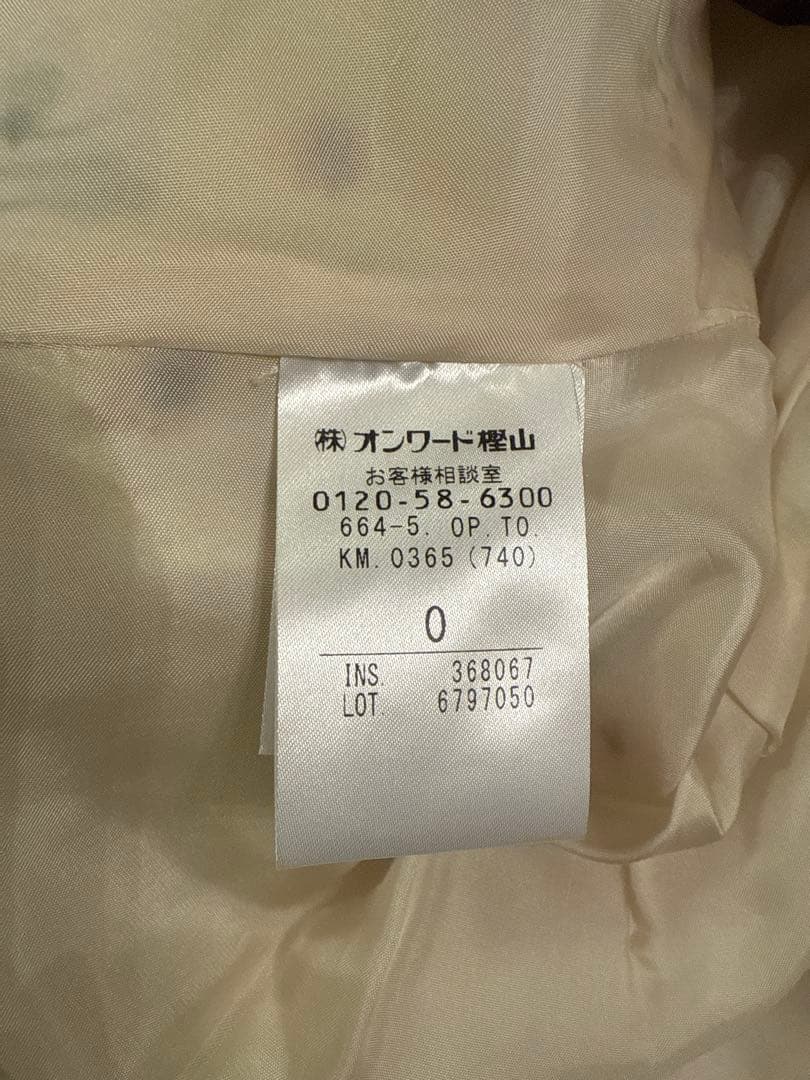 ㈱オンワード樫山
お客様相談室
0120-58-6300
664-5. OP. TO.
KM. 0365 (740)
0
INS. 368067
LOT. 6797050